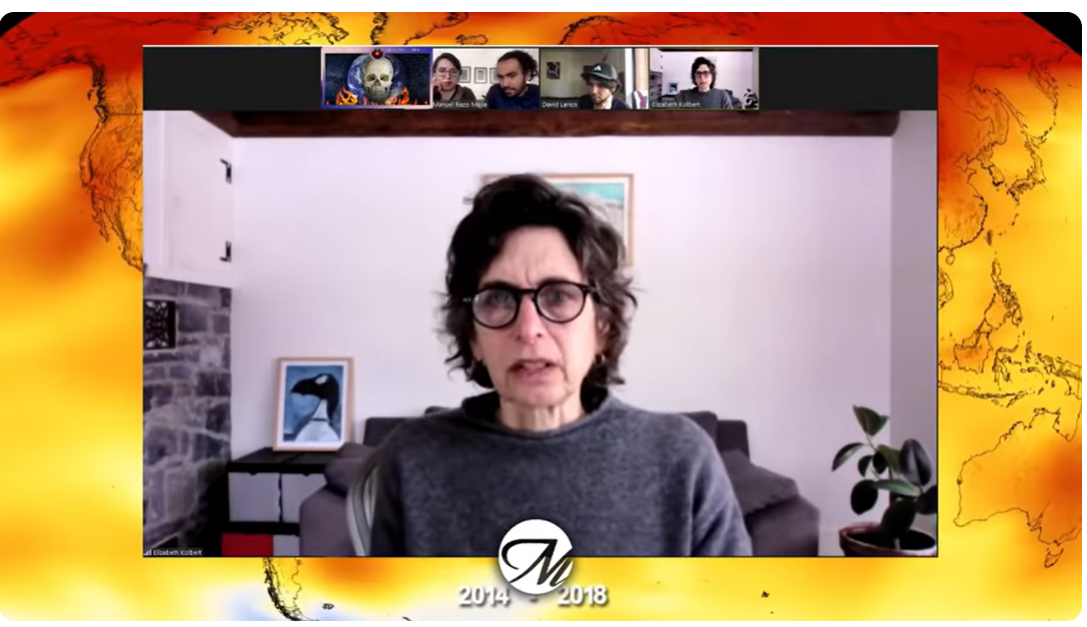 Manuel Razo Mejia
David Larios
Elizabeth Kolbert
Elizabeth Kolbert
M
2014 - 2018